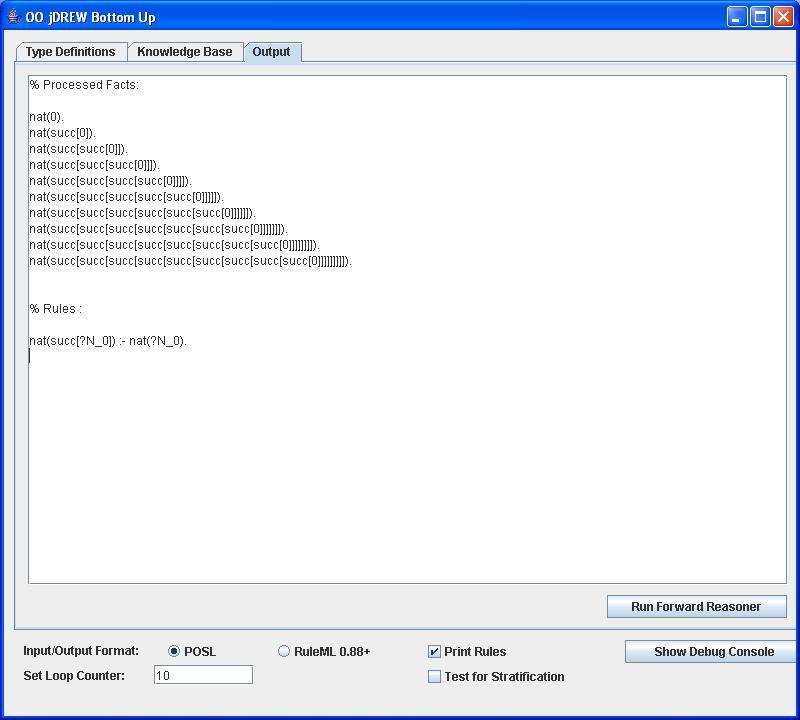 OO jDREW Bottom Up
Type Definitions Knowledge Base Output
% Processed Facts:
nat(0).
nat(succ[0]).
nat(succ[succ[0]]).
nat(succ[succ[succ[0]]]).
nat(succ[succ[succ[succ[0]]]]).
nat(succ[succ[succ[succ[succ[0]]]]]).
nat(succ[succ[succ[succ[succ[succ[0]]]]]]).
nat(succ[succ[succ[succ[succ[succ[succ[0]]]]]]]).
nat(succ[succ[succ[succ[succ[succ[succ[succ[0]]]]]]]]).
nat(succ[succ[succ[succ[succ[succ[succ[succ[succ[0]]]]]]]]]).
% Rules :
nat(succ[?N_0]) :- nat(?N_0).
Run Forward Reasoner
Input/Output Format: POSL RuleML 0.88+ Print Rules Show Debug Console
Set Loop Counter: 10 Test for Stratification